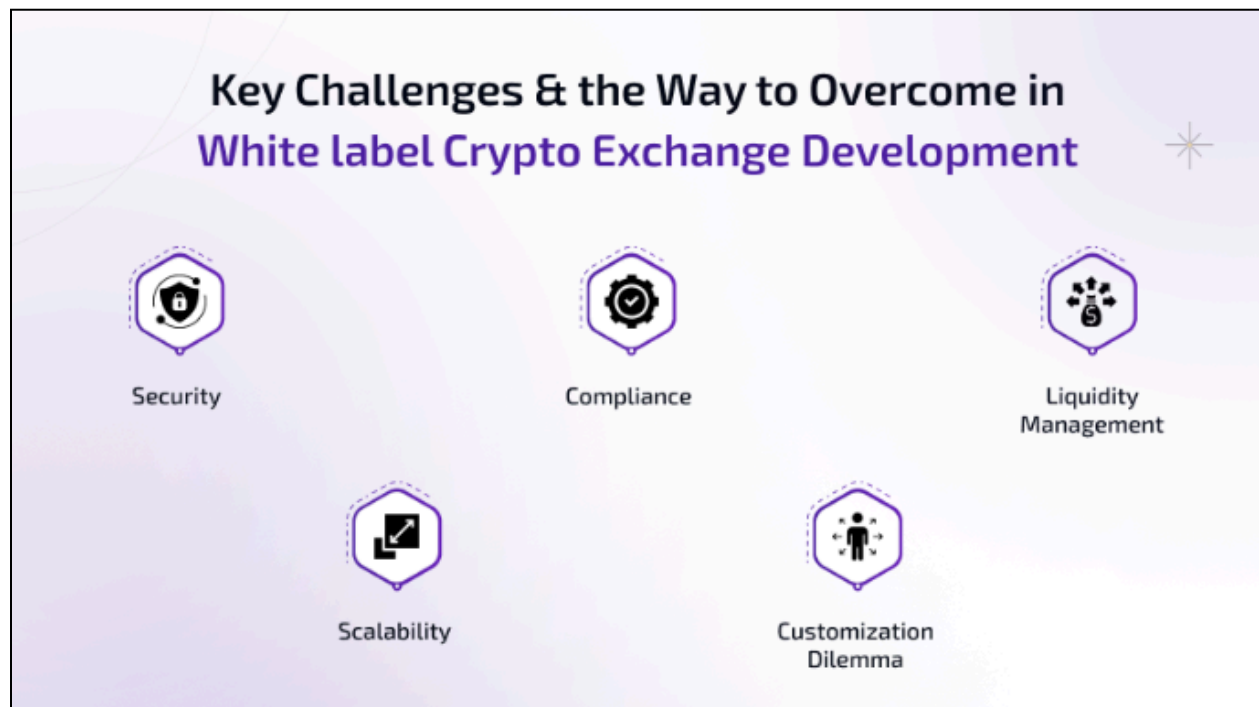 Key Challenges & the Way to Overcome in
White label Crypto Exchange Development
Security
Compliance
Liquidity
Management
Scalability
Customization
Dilemma